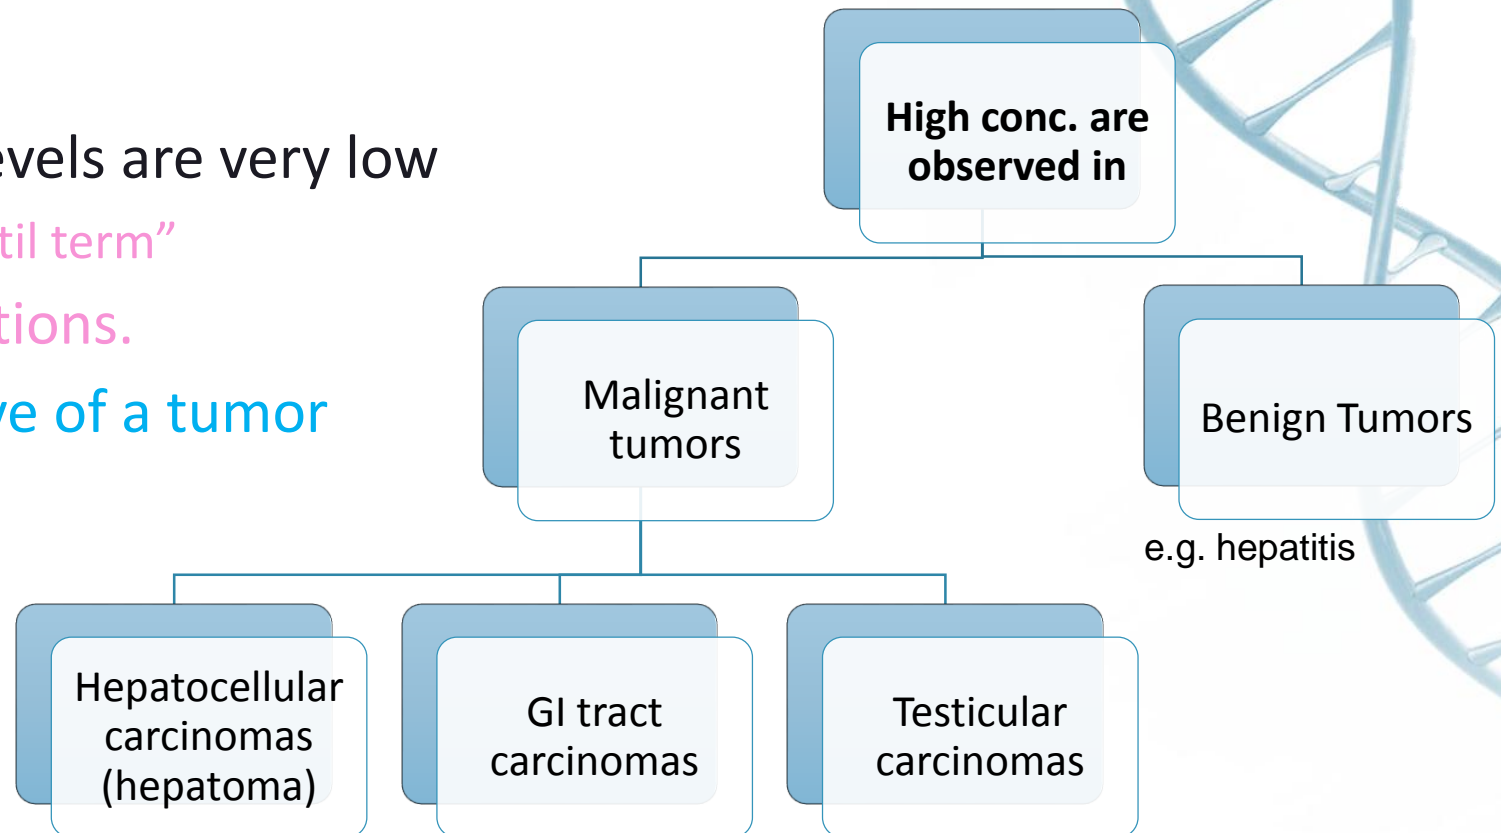 evels are very low
til term”
tions.
ve of a tumor
High conc. are
observed in
Malignant
tumors
Benign Tumors
e.g. hepatitis
Hepatocellular
carcinomas
(hepatoma)
GI tract
carcinomas
Testicular
carcinomas